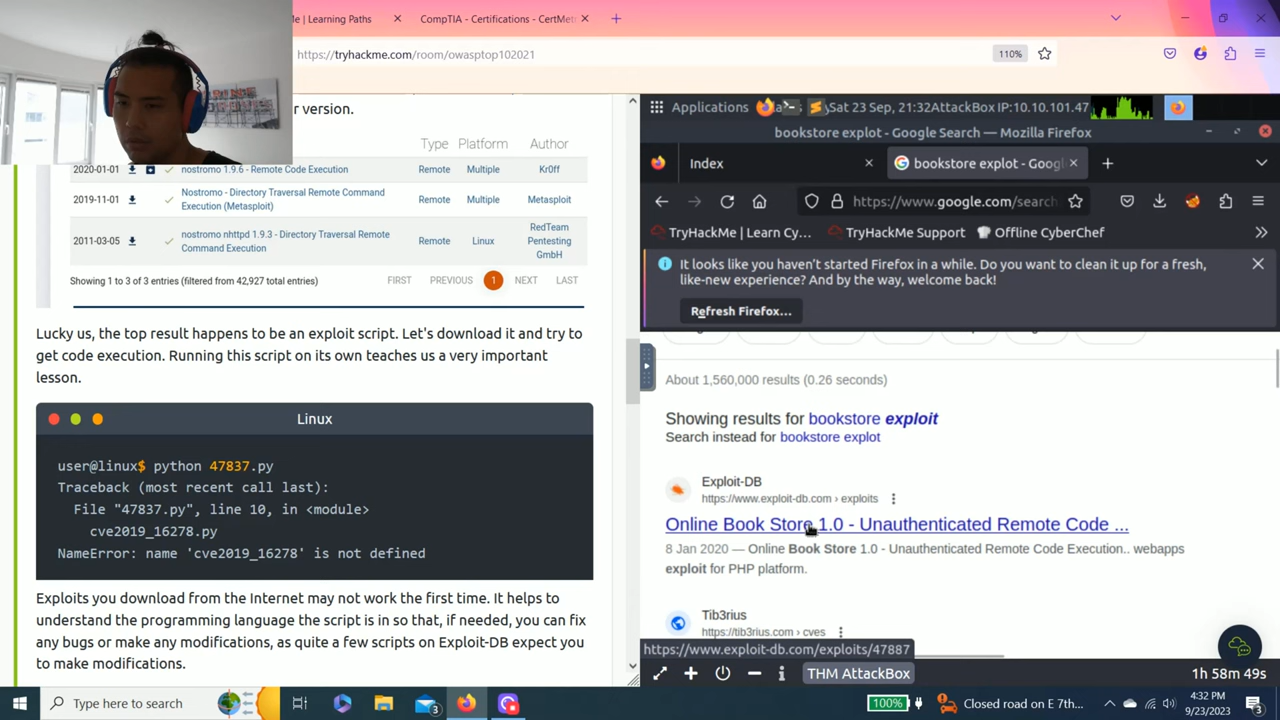 e | Learning Paths
CompTIA - Certifications - CertMet
https://tryhackme.com/room/owasptop102021
110%
r version.
Type Platform Author
2020-01-01 nostromo 1.9.6 - Remote Code Execution Remote Multiple Kr0ff
2019-11-01 Nostromo - Directory Traversal Remote Command Execution (Metasploit) Remote Multiple Metasploit
2011-03-05 nostromo nhttpd 1.9.3 - Directory Traversal Remote Command Execution Remote Linux RedTeam Pentesting GmbH
Showing 1 to 3 of 3 entries (filtered from 42,927 total entries) FIRST PREVIOUS 1 NEXT LAST
Lucky us, the top result happens to be an exploit script. Let's download it and try to
get code execution. Running this script on its own teaches us a very important
lesson.
Linux
user@linux$ python 47837.py
Traceback (most recent call last):
File "47837.py", line 10, in <module>
cve2019_16278.py
NameError: name 'cve2019_16278' is not defined
Exploits you download from the Internet may not work the first time. It helps to
understand the programming language the script is in so that, if needed, you can fix
any bugs or make any modifications, as quite a few scripts on Exploit-DB expect you
to make modifications.
Applications Sat 23 Sep, 21:32 AttackBox IP:10.10.101.47
bookstore explot - Google Search — Mozilla Firefox
Index
bookstore explot - Goog
https://www.google.com/search
TryHackMe | Learn Cy... TryHackMe Support Offline CyberChef
It looks like you haven't started Firefox in a while. Do you want to clean it up for a fresh,
like-new experience? And by the way, welcome back!
Refresh Firefox...
About 1,560,000 results (0.26 seconds)
Showing results for bookstore exploit
Search instead for bookstore explot
Exploit-DB
https://www.exploit-db.com › exploits
Online Book Store 1.0 - Unauthenticated Remote Code ...
8 Jan 2020 — Online Book Store 1.0 - Unauthenticated Remote Code Execution.. webapps
exploit for PHP platform.
Tib3rius
https://tib3rius.com › cves
https://www.exploit-db.com/exploits/47887
THM AttackBox
1h 58m 49s
Type here to search
3
100%
Closed road on E 7th...
4:32 PM
9/23/2023
3